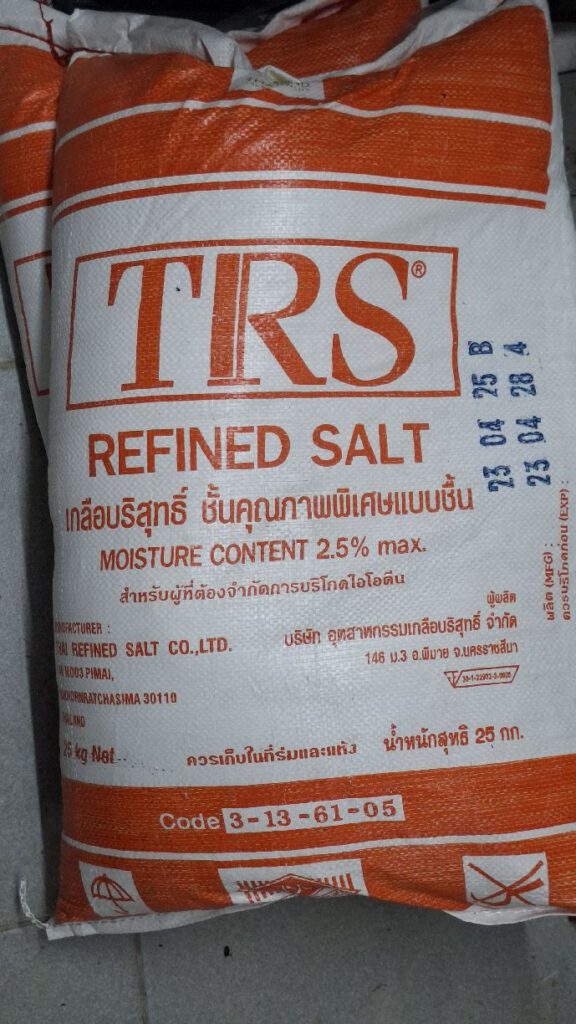 TRS®
REFINED SALT
เกลือบริสุทธิ์ ชั้นคุณภาพพิเศษแบบชื้น
MOISTURE CONTENT 2.5% max.
สำหรับผู้ที่ต้องจำกัดการบริโภคไอโอดีน
MANUFACTURER :
THAI REFINED SALT CO.,LTD.
PIMAI,
NAKHORNRATCHASIMA 30110
THAILAND
25 kg Net
ผู้ผลิต
บริษัท อุตสาหกรรมเกลือบริสุทธิ์ จำกัด
146 ม.3 อ.พิมาย จ.นครราชสีมา
ควรเก็บในที่ร่มและแห้ง
น้ำหนักสุทธิ 25 กก.
Code 3-13-61-05
23 04 25 B
23 04 28 4
ผลิต (MFG) :
ควรบริโภคก่อน (EXP) :